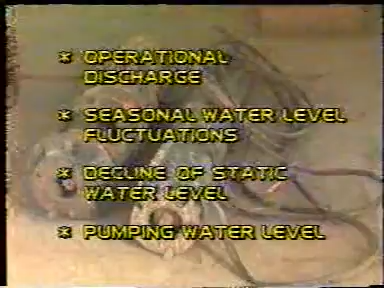 * OPERATIONAL
DISCHARGE
* SEASONAL WATER LEVEL
FLUCTUATIONS
* DECLINE OF STATIC
WATER LEVEL
* PUMPING WATER LEVEL